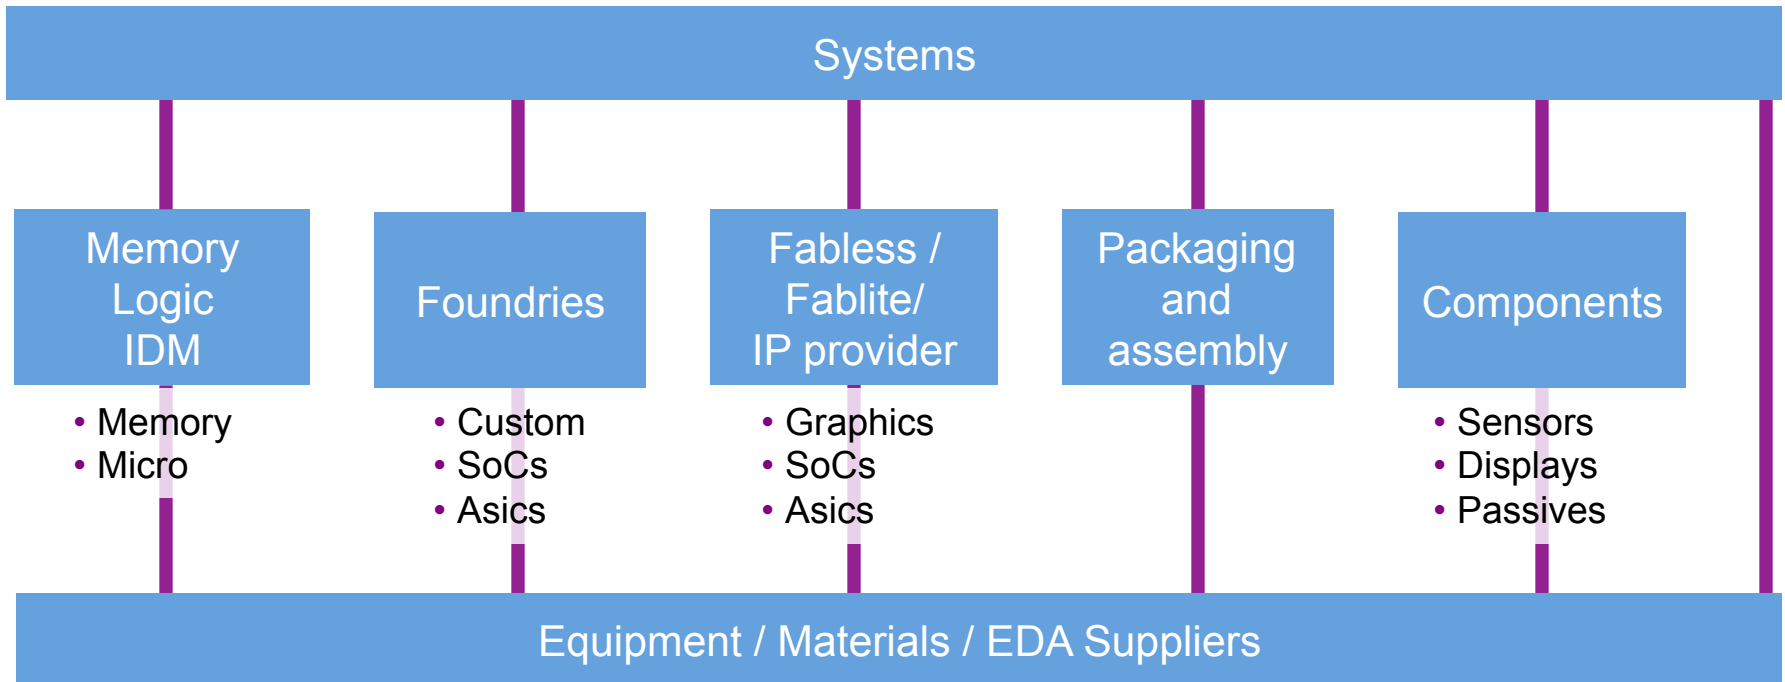 Systems
Memory
Logic
IDM
• Memory
• Micro
Foundries
• Custom
• SoCs
• Asics
Fabless /
Fablite/
IP provider
• Graphics
• SoCs
• Asics
Packaging
and
assembly
Components
• Sensors
• Displays
• Passives
Equipment / Materials / EDA Suppliers